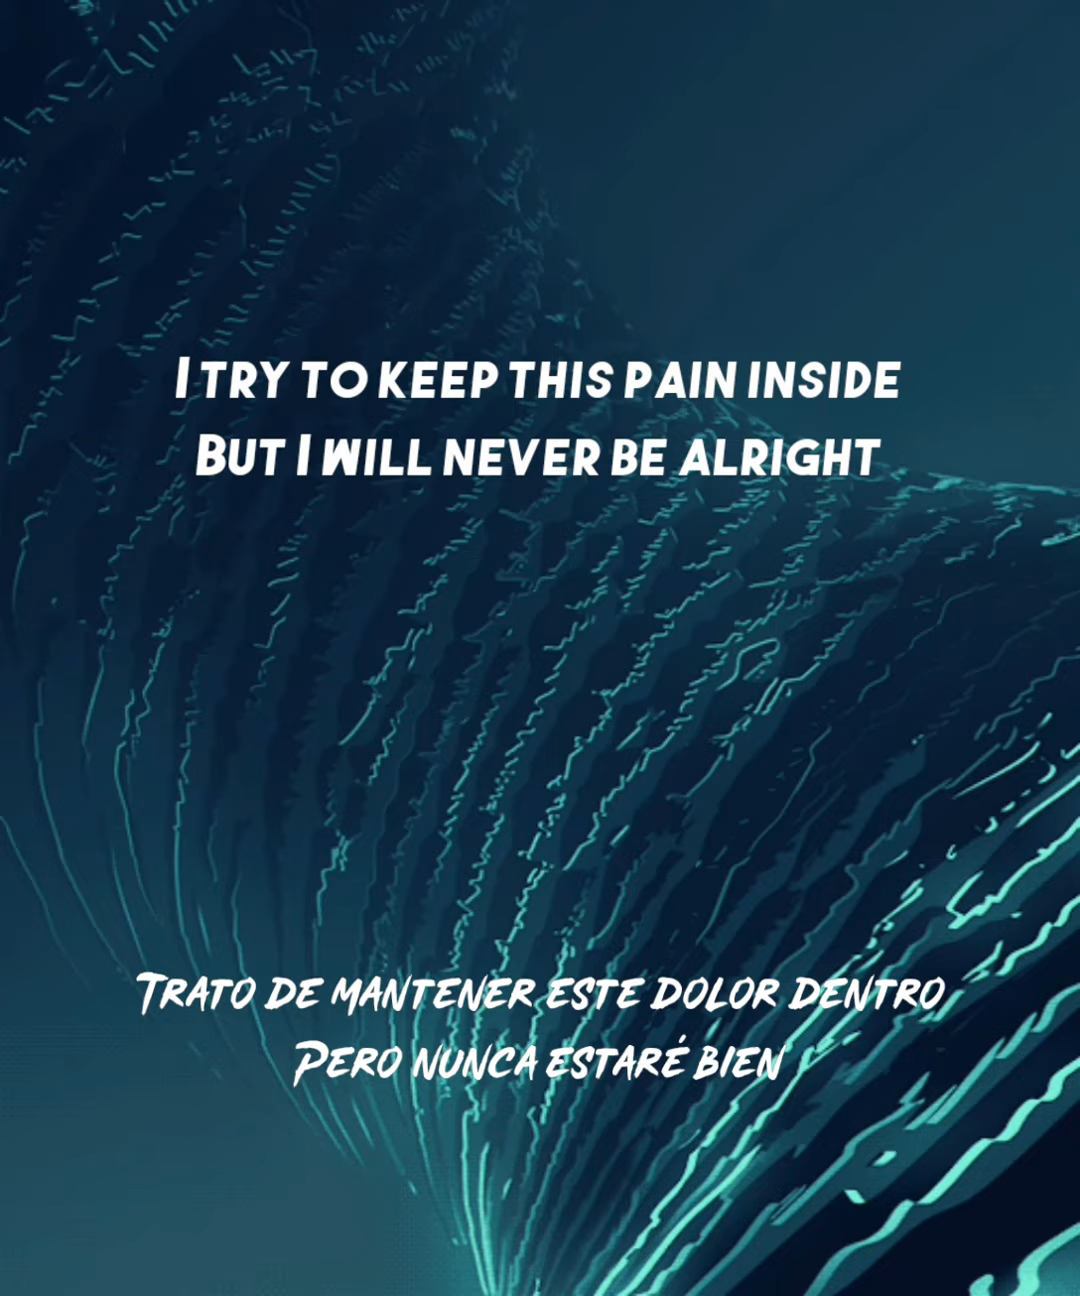 I TRY TO KEEP THIS PAIN INSIDE
BUT I WILL NEVER BE ALRIGHT
TRATO DE MANTENER ESTE DOLOR DENTRO
PERO NUNCA ESTARÉ BIEN